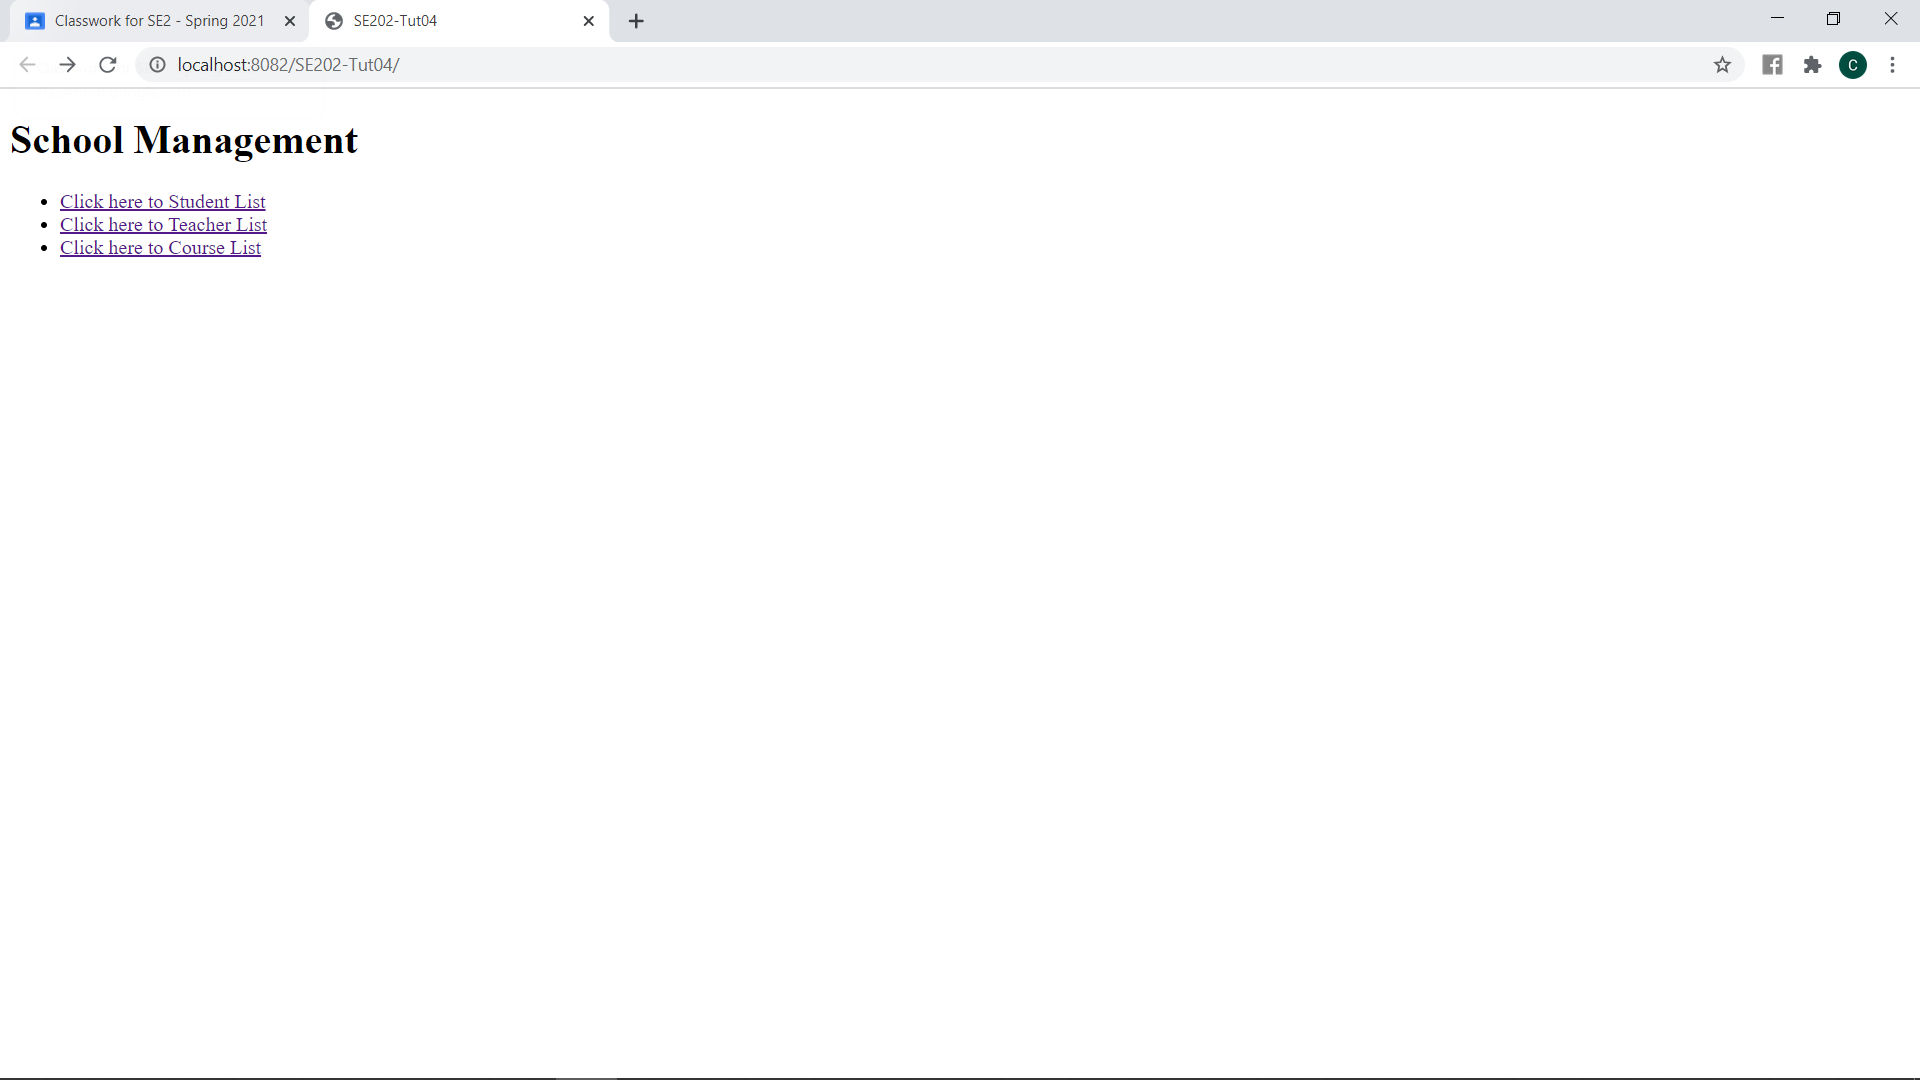 Classwork for SE2 - Spring 2021
SE202-Tut04
localhost:8082/SE202-Tut04/
C
School Management
Click here to Student List
Click here to Teacher List
Click here to Course List